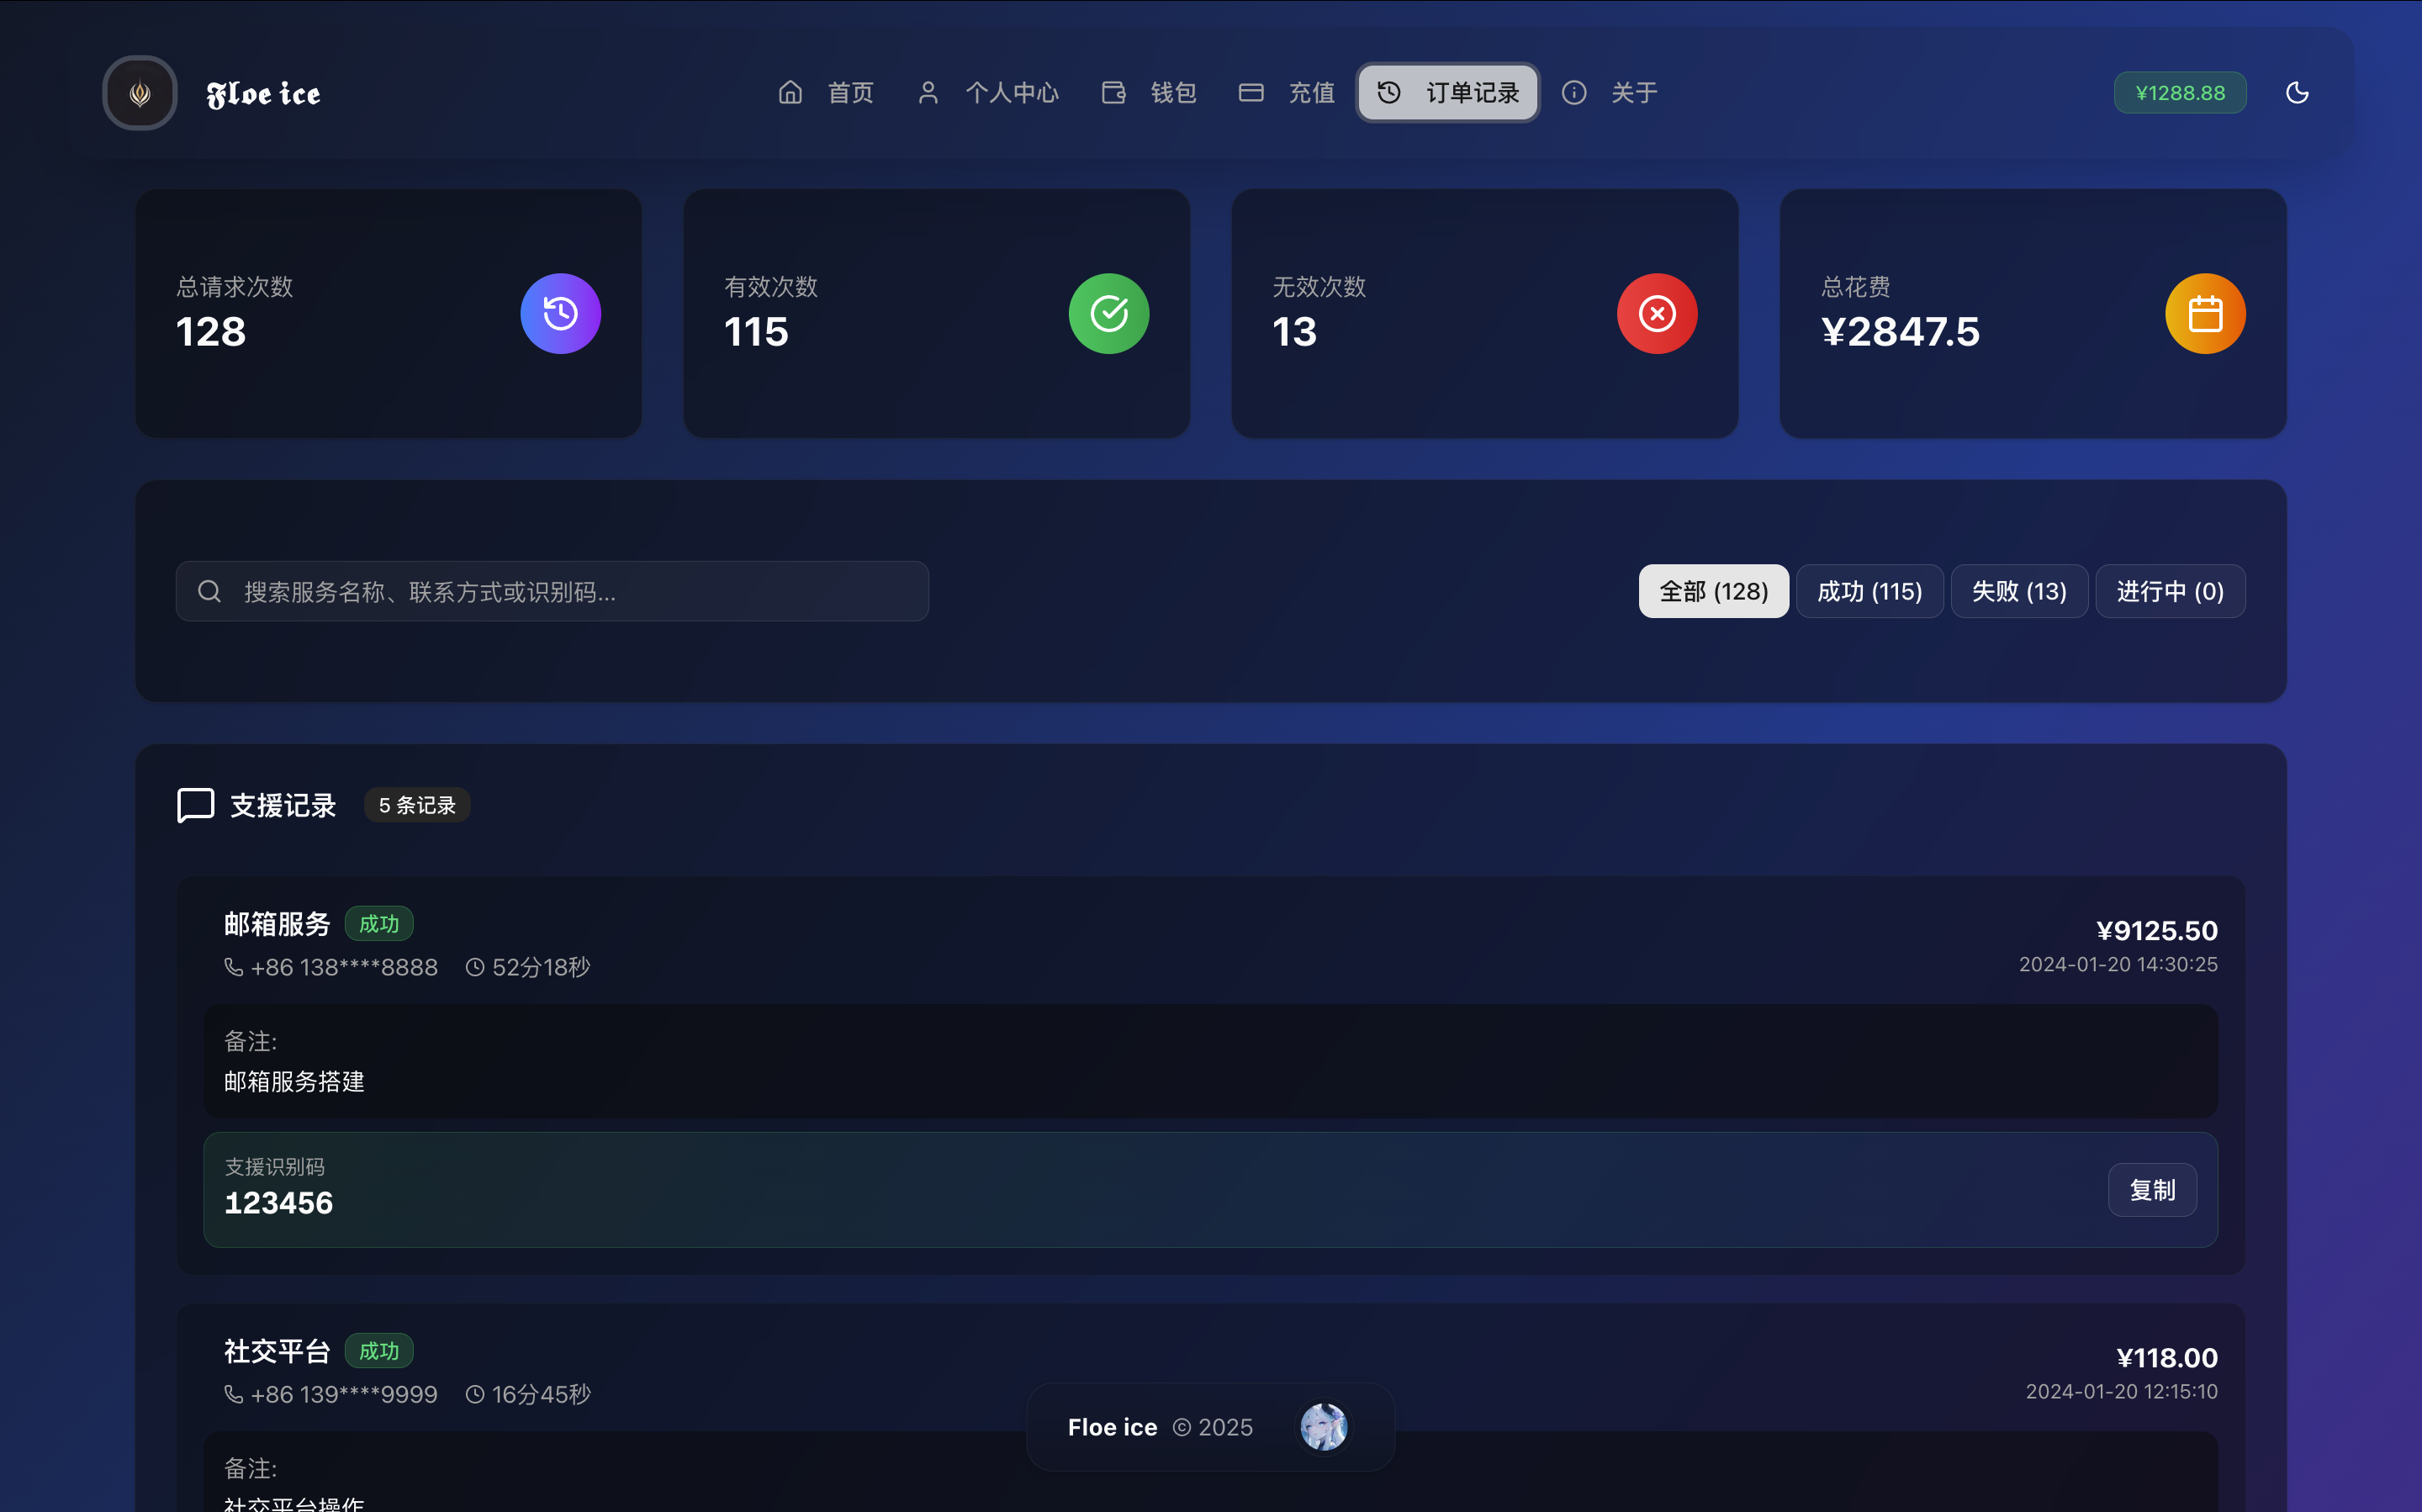 Floe ice
首页
个人中心
钱包
充值
订单记录
关于
¥1288.88
总请求次数
128
有效次数
115
无效次数
13
总花费
¥2847.5
搜索服务名称、联系方式或识别码...
全部 (128)
成功 (115)
失败 (13)
进行中 (0)
支援记录
5 条记录
邮箱服务
成功
¥9125.50
+86 138****8888
52分18秒
2024-01-20 14:30:25
备注:
邮箱服务搭建
支援识别码
123456
复制
社交平台
成功
¥118.00
+86 139****9999
16分45秒
2024-01-20 12:15:10
Floe ice © 2025
备注:
社交平台操作